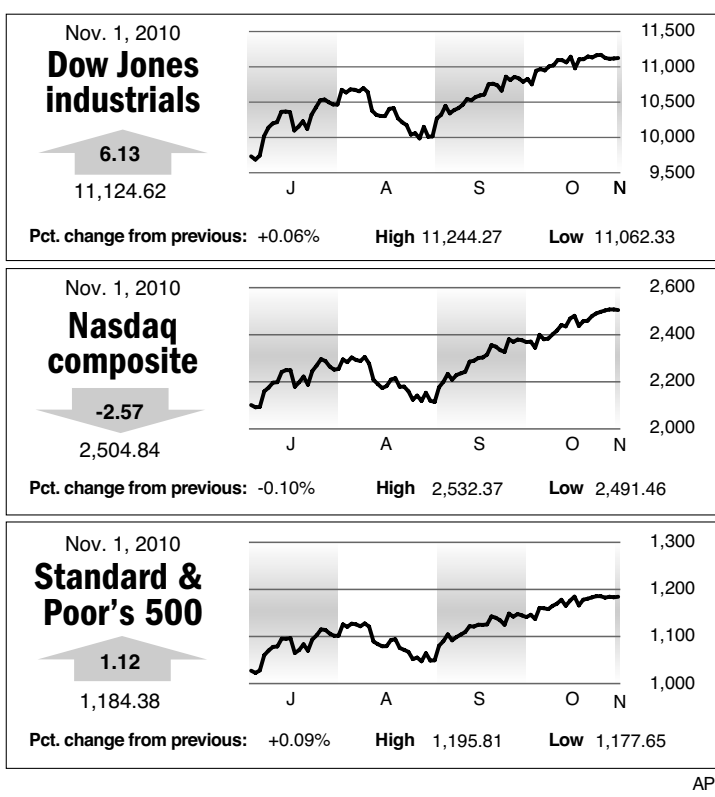 Nov. 1, 2010
Dow Jones
industrials
6.13
11,124.62
11,500
11,000
10,500
10,000
9,500
J A S O N
Pct. change from previous: +0.06% High 11,244.27 Low 11,062.33
Nov. 1, 2010
Nasdaq
composite
-2.57
2,504.84
2,600
2,400
2,200
2,000
J A S O N
Pct. change from previous: -0.10% High 2,532.37 Low 2,491.46
Nov. 1, 2010
Standard &
Poor's 500
1.12
1,184.38
1,300
1,200
1,100
1,000
J A S O N
Pct. change from previous: +0.09% High 1,195.81 Low 1,177.65
AP